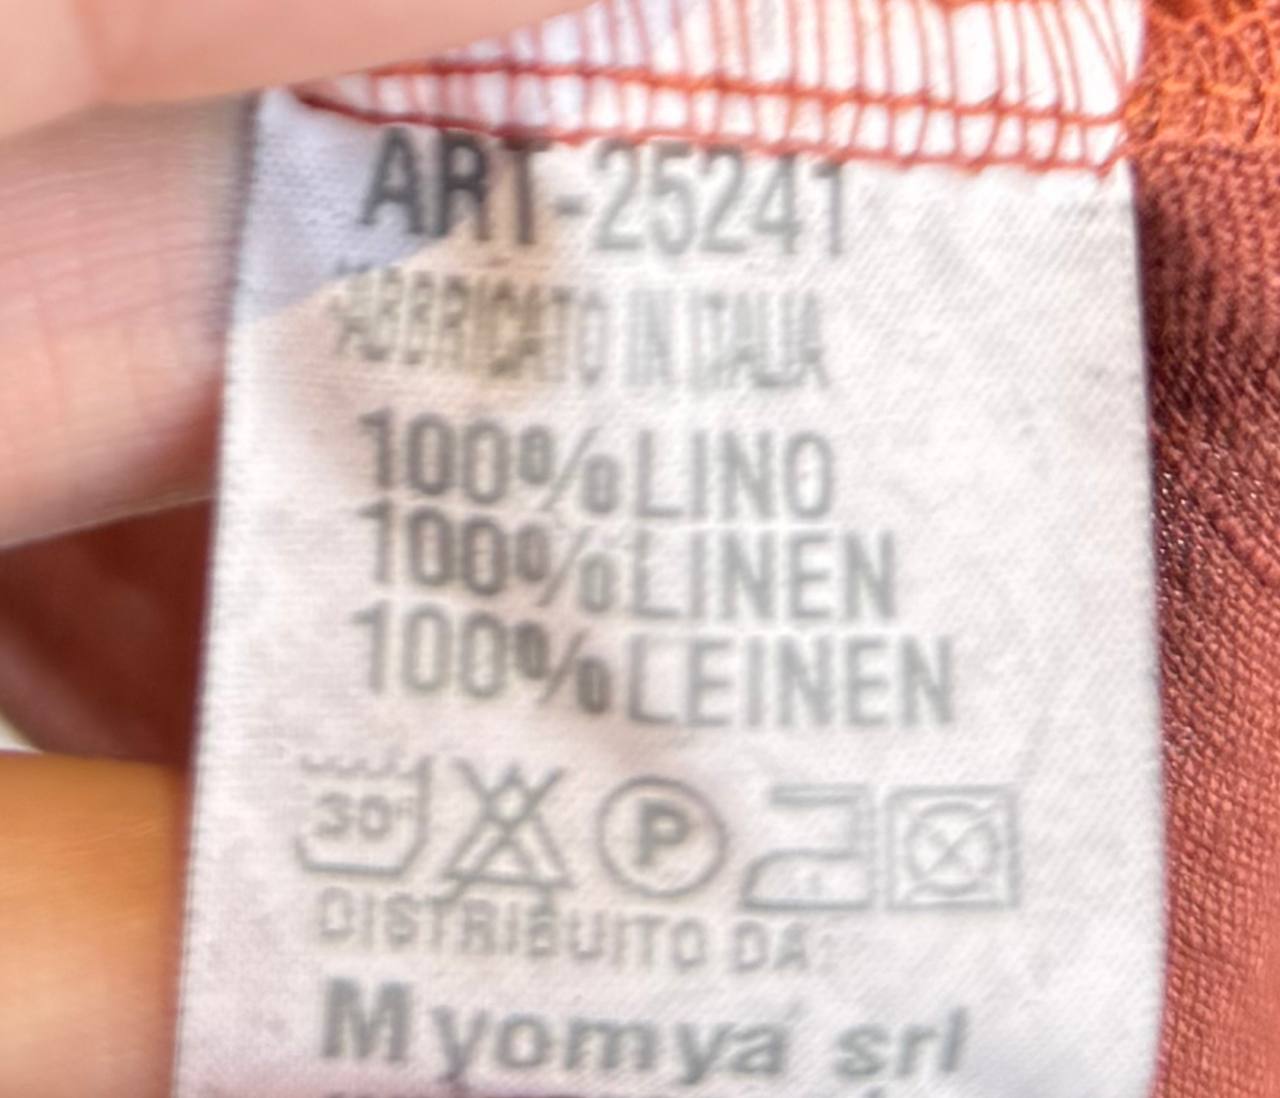 ART-25241
FABBRICATO IN ITALIA
100%LINO
100%LINEN
100%LEINEN
30° P
DISTRIBUITO DA:
Myomya srl